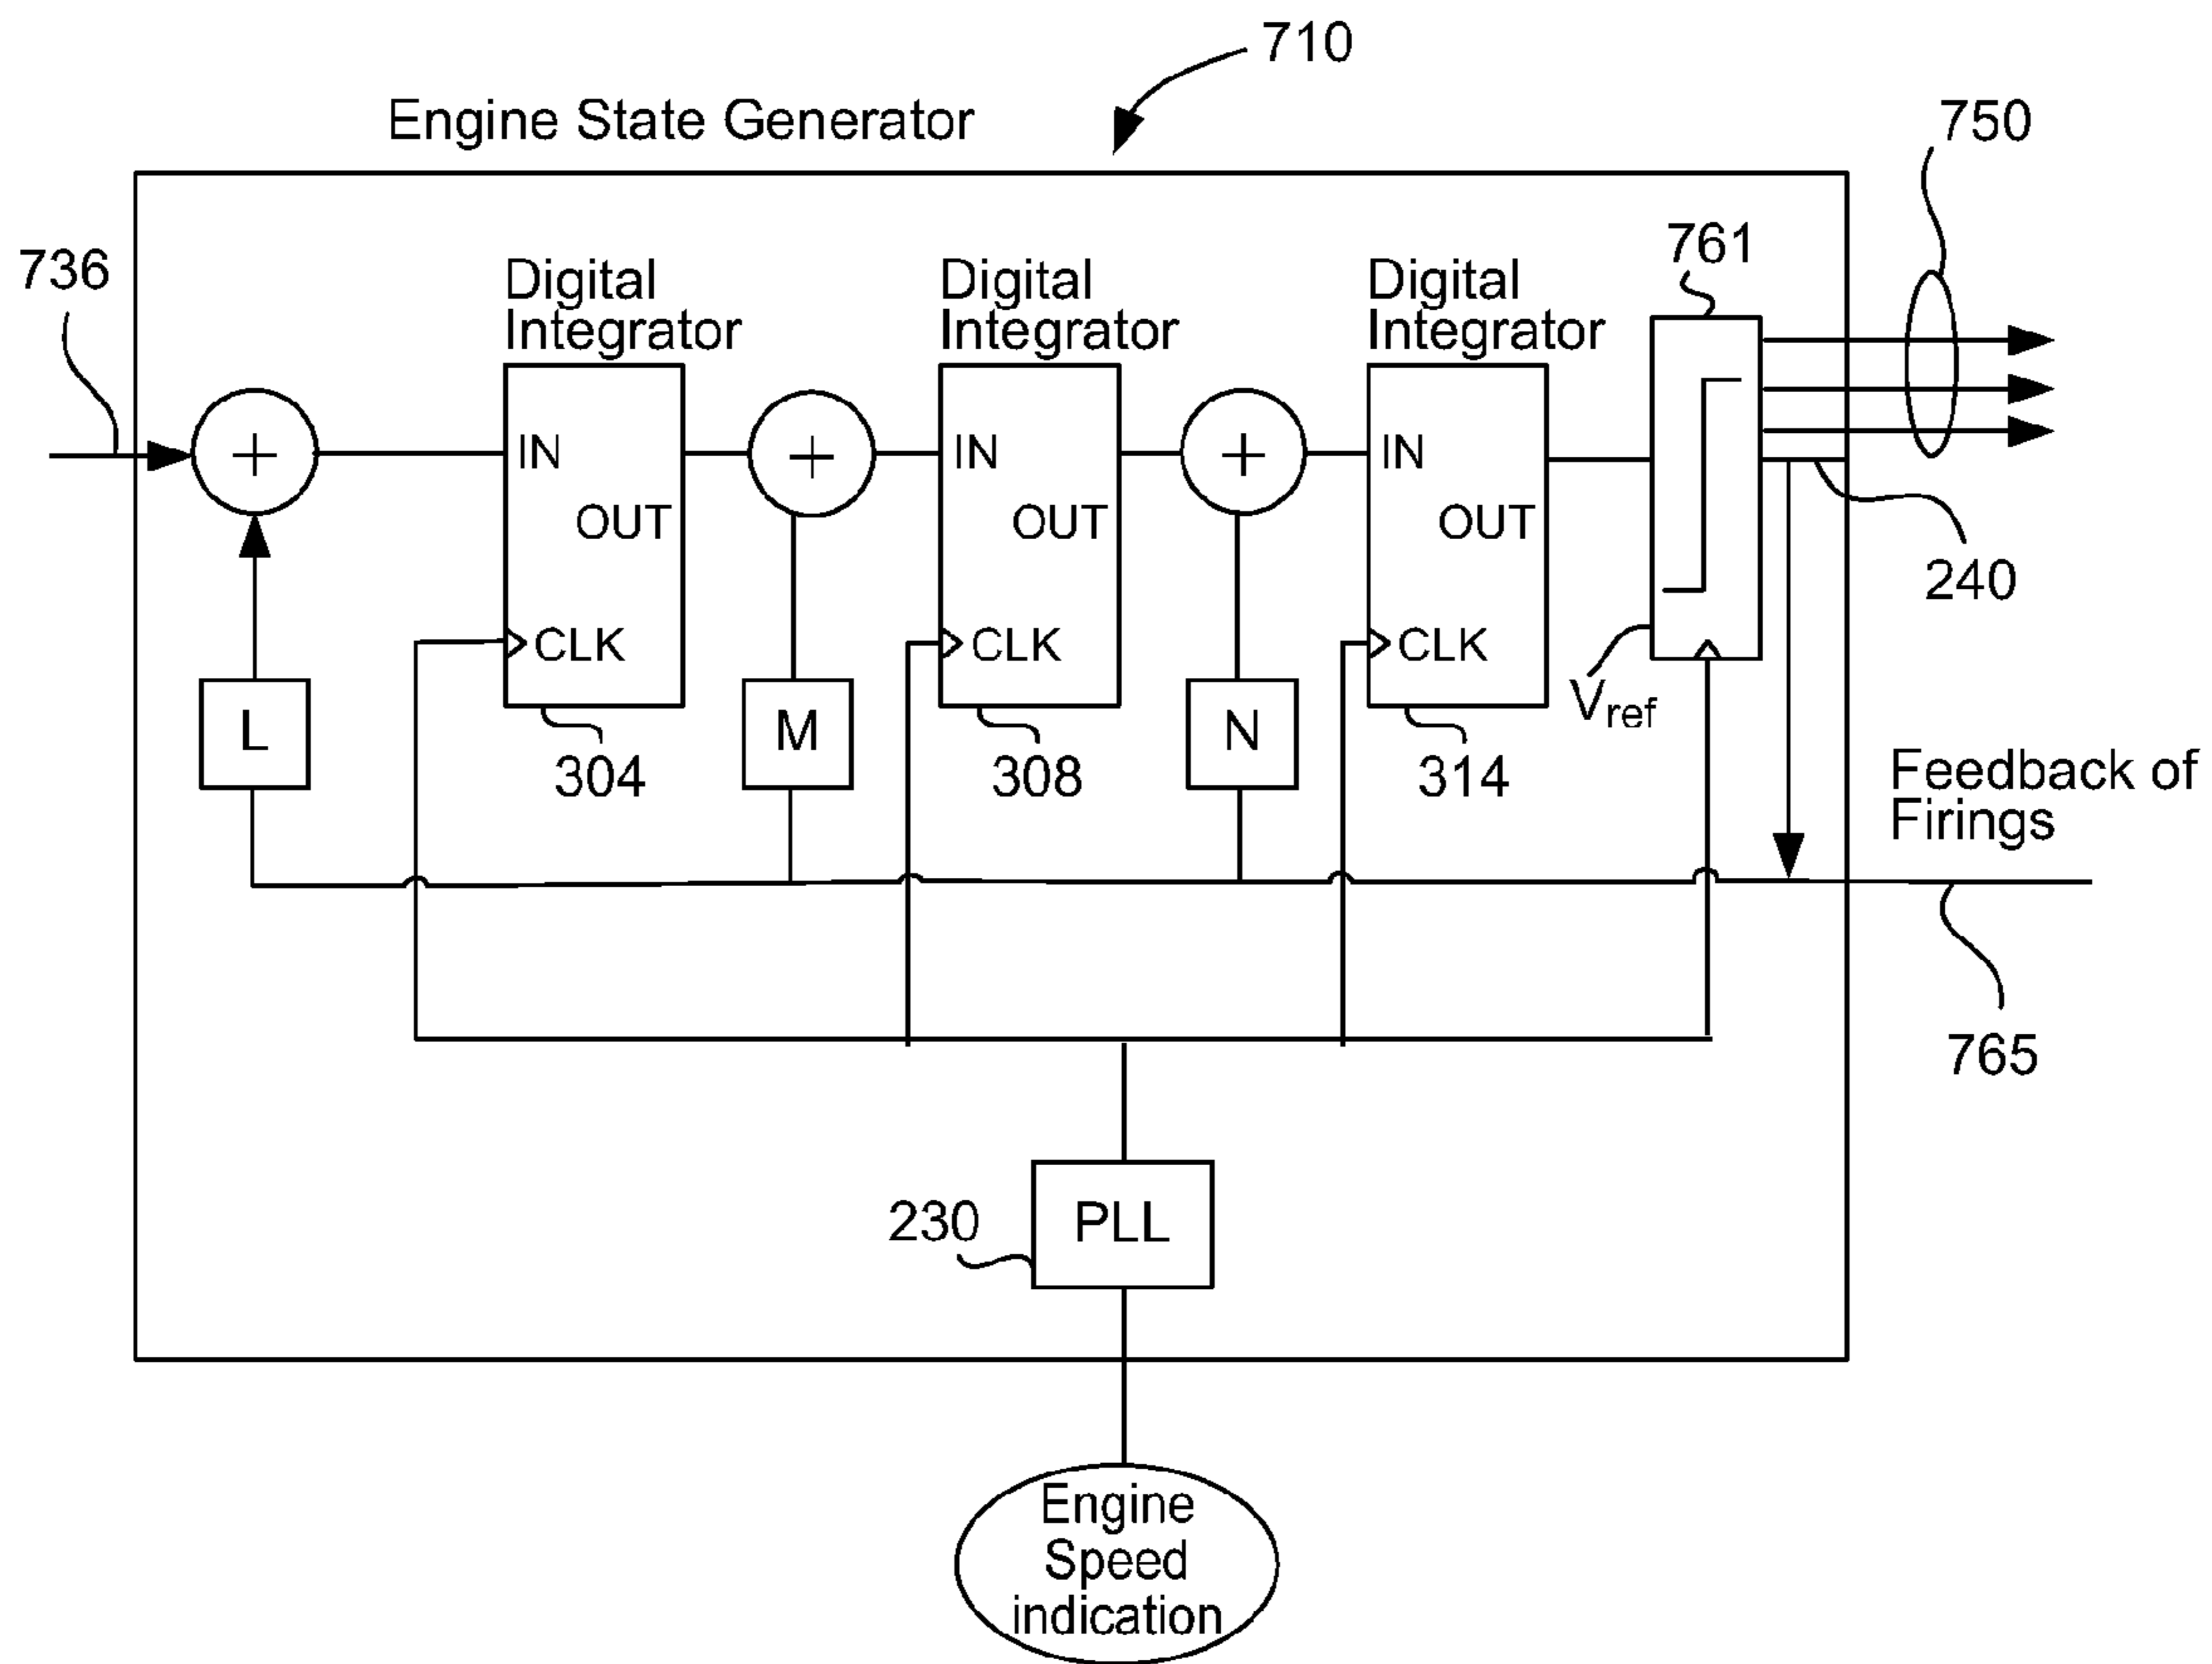 710
Engine State Generator
750
736
Digital
Integrator
Digital
Integrator
Digital
Integrator
761
+
+
+
IN
OUT
CLK
IN
OUT
CLK
IN
OUT
CLK
240
Vref
L
M
N
304
308
314
Feedback of
Firings
765
230
PLL
Engine
Speed
indication